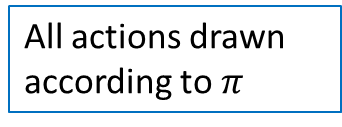 All actions drawn
according to π